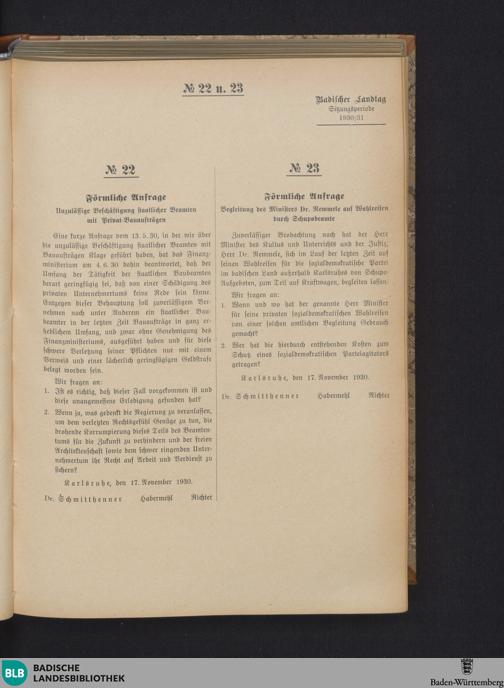 № 22 u. 23
Badischer Landtag
Sitzungsperiode
1930/31
№ 22
Förmliche Anfrage
Unzulässige Beschäftigung staatlicher Beamten
mit Privat-Bauaufträgen
Eine kurze Anfrage vom 13. 5. 30, in der wir über
die unzulässige Beschäftigung staatlicher Beamten mit
Bauaufträgen Klage geführt haben, hat das Finanz-
ministerium am 4. 6. 30 dahin beantwortet, daß der
Umfang der Tätigkeit der staatlichen Baubeamten
derart geringfügig sei, daß von einer Schädigung des
privaten Unternehmertums keine Rede sein könne.
Entgegen dieser Behauptung soll zuverlässigem Ver-
nehmen nach unter Anderem ein staatlicher Bau-
beamter in der letzten Zeit Bauaufträge in ganz er-
heblichem Umfang, und zwar ohne Genehmigung des
Finanzministeriums, ausgeführt haben und für diese
schwere Verletzung seiner Pflichten nur mit einem
Verweis und einer lächerlich geringfügigen Geldstrafe
belegt worden sein.
Wir fragen an:
1. Ist es richtig, daß dieser Fall vorgekommen ist und
diese unangemessene Erledigung gefunden hat?
2. Wenn ja, was gedenkt die Regierung zu veranlassen,
um dem verletzten Rechtsgefühl Genüge zu tun, die
drohende Korrumpierung dieses Teils des Beamten-
tums für die Zukunft zu verhindern und der freien
Architektenschaft sowie dem schwer ringenden Unter-
nehmertum ihr Recht auf Arbeit und Verdienst zu
sichern?
Karlsruhe, den 17. November 1930.
Dr. Schmitthenner Habermehl Richter
№ 23
Förmliche Anfrage
Begleitung des Ministers Dr. Remmele auf Wahlreisen
durch Schupobeamte
Zuverlässiger Beobachtung nach hat der Herr
Minister des Kultus und Unterrichts und der Justiz,
Herr Dr. Remmele, sich im Lauf der letzten Zeit auf
seinen Wahlreisen für die sozialdemokratische Partei
im badischen Land außerhalb Karlsruhes von Schupo-
Aufgeboten, zum Teil auf Kraftwagen, begleiten lassen.
Wir fragen an:
1. Wann und wo hat der genannte Herr Minister
für seine privaten sozialdemokratischen Wahlreisen
von einer solchen amtlichen Begleitung Gebrauch
gemacht?
2. Wer hat die hierdurch entstehenden Kosten zum
Schutz eines sozialdemokratischen Parteiagitators
getragen?
Karlsruhe, den 17. November 1930.
Dr. Schmitthenner Habermehl Richter
BLB BADISCHE
LANDESBIBLIOTHEK
Baden-Württemberg